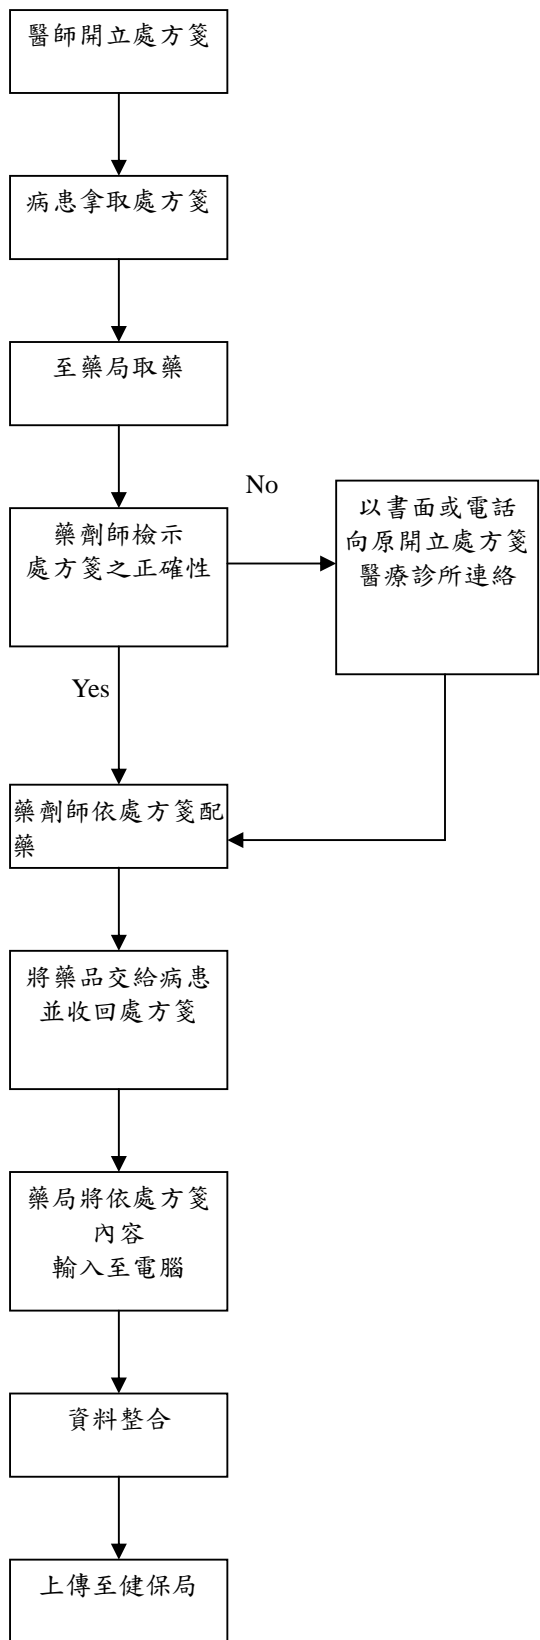 醫師開立處方箋
病患拿取處方箋
至藥局取藥
No
藥劑師檢示
處方箋之正確性
以書面或電話
向原開立處方箋
醫療診所連絡
Yes
藥劑師依處方箋配
藥
將藥品交給病患
並收回處方箋
藥局將依處方箋
內容
輸入至電腦
資料整合
上傳至健保局